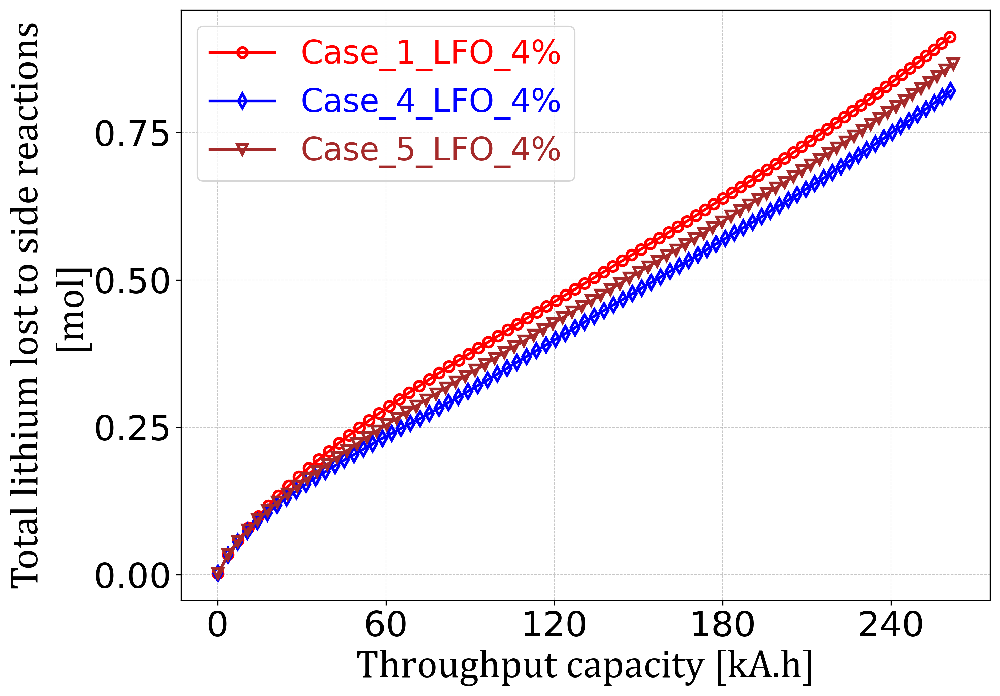 Case_1_LFO_4%
Case_4_LFO_4%
Case_5_LFO_4%
Total lithium lost to side reactions
[mol]
0.75
0.50
0.25
0.00
0 60 120 180 240
Throughput capacity [kA.h]